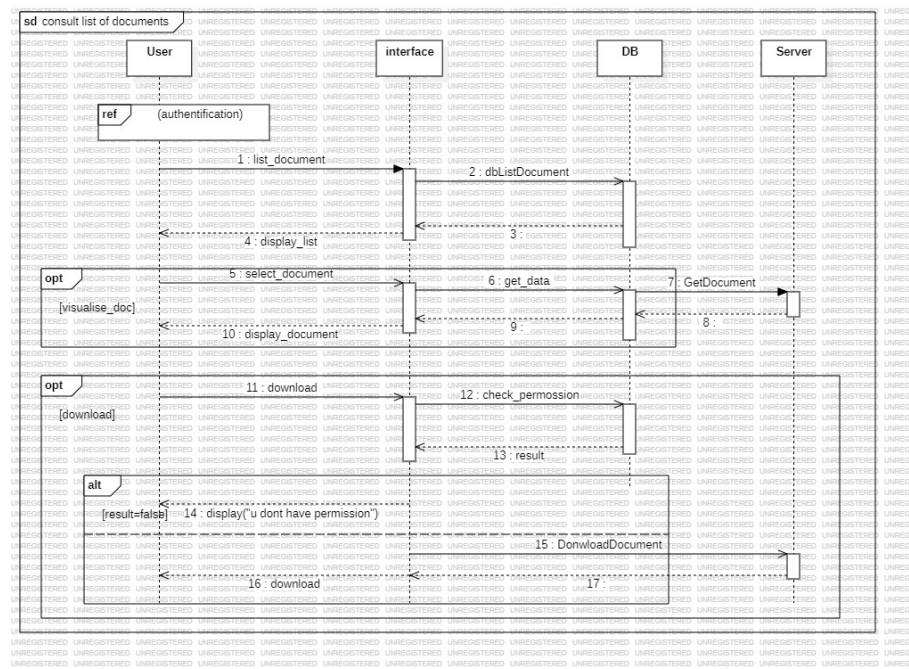 sd consult list of documents
User
interface
DB
Server
ref (authentification)
1 : list_document
2 : dbListDocument
3 :
4 : display_list
opt
5 : select_document
6 : get_data
7 : GetDocument
[visualise_doc]
8 :
9 :
10 : display_document
opt
11 : download
12 : check_permossion
[download]
13 : result
alt
[result=false]
14 : display("u dont have permission")
15 : DonwloadDocument
16 : download
17 :
UNREGISTERED